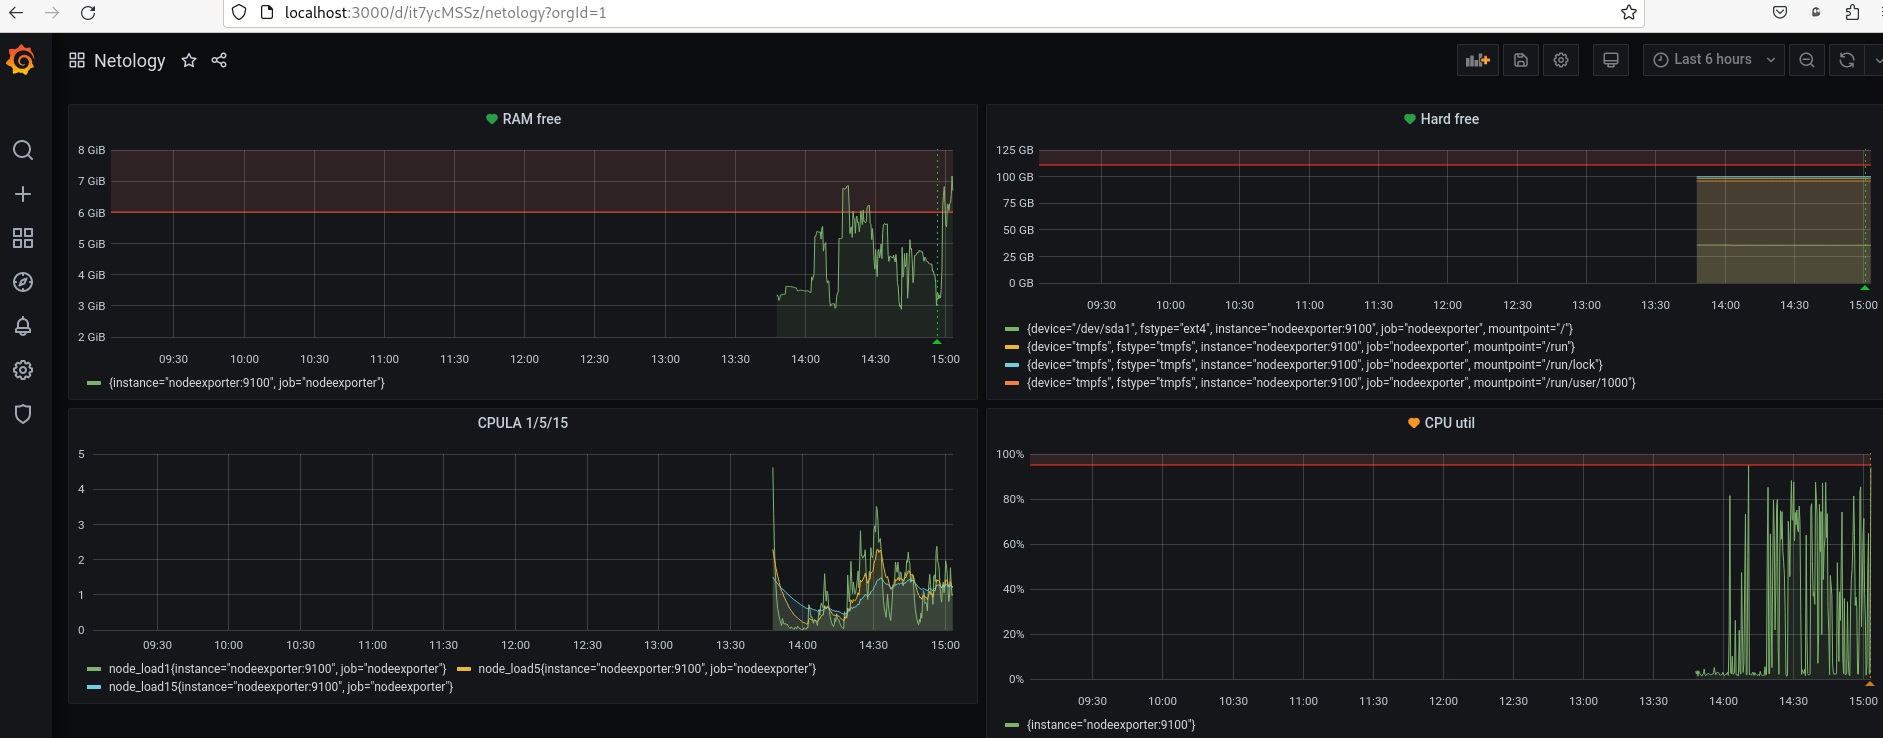 localhost:3000/d/it7ycMSSz/netology?orgId=1
Netology
Last 6 hours
RAM free
8 GiB
7 GiB
6 GiB
5 GiB
4 GiB
3 GiB
2 GiB
09:30 10:00 10:30 11:00 11:30 12:00 12:30 13:00 13:30 14:00 14:30 15:00
{instance="nodeexporter:9100", job="nodeexporter"}
Hard free
125 GB
100 GB
75 GB
50 GB
25 GB
0 GB
09:30 10:00 10:30 11:00 11:30 12:00 12:30 13:00 13:30 14:00 14:30 15:00
{device="/dev/sda1", fstype="ext4", instance="nodeexporter:9100", job="nodeexporter", mountpoint="/"}
{device="tmpfs", fstype="tmpfs", instance="nodeexporter:9100", job="nodeexporter", mountpoint="/run"}
{device="tmpfs", fstype="tmpfs", instance="nodeexporter:9100", job="nodeexporter", mountpoint="/run/lock"}
{device="tmpfs", fstype="tmpfs", instance="nodeexporter:9100", job="nodeexporter", mountpoint="/run/user/1000"}
CPULA 1/5/15
5
4
3
2
1
0
09:30 10:00 10:30 11:00 11:30 12:00 12:30 13:00 13:30 14:00 14:30 15:00
node_load1{instance="nodeexporter:9100", job="nodeexporter"} node_load5{instance="nodeexporter:9100", job="nodeexporter"}
node_load15{instance="nodeexporter:9100", job="nodeexporter"}
CPU util
100%
80%
60%
40%
20%
0%
09:30 10:00 10:30 11:00 11:30 12:00 12:30 13:00 13:30 14:00 14:30 15:00
{instance="nodeexporter:9100"}